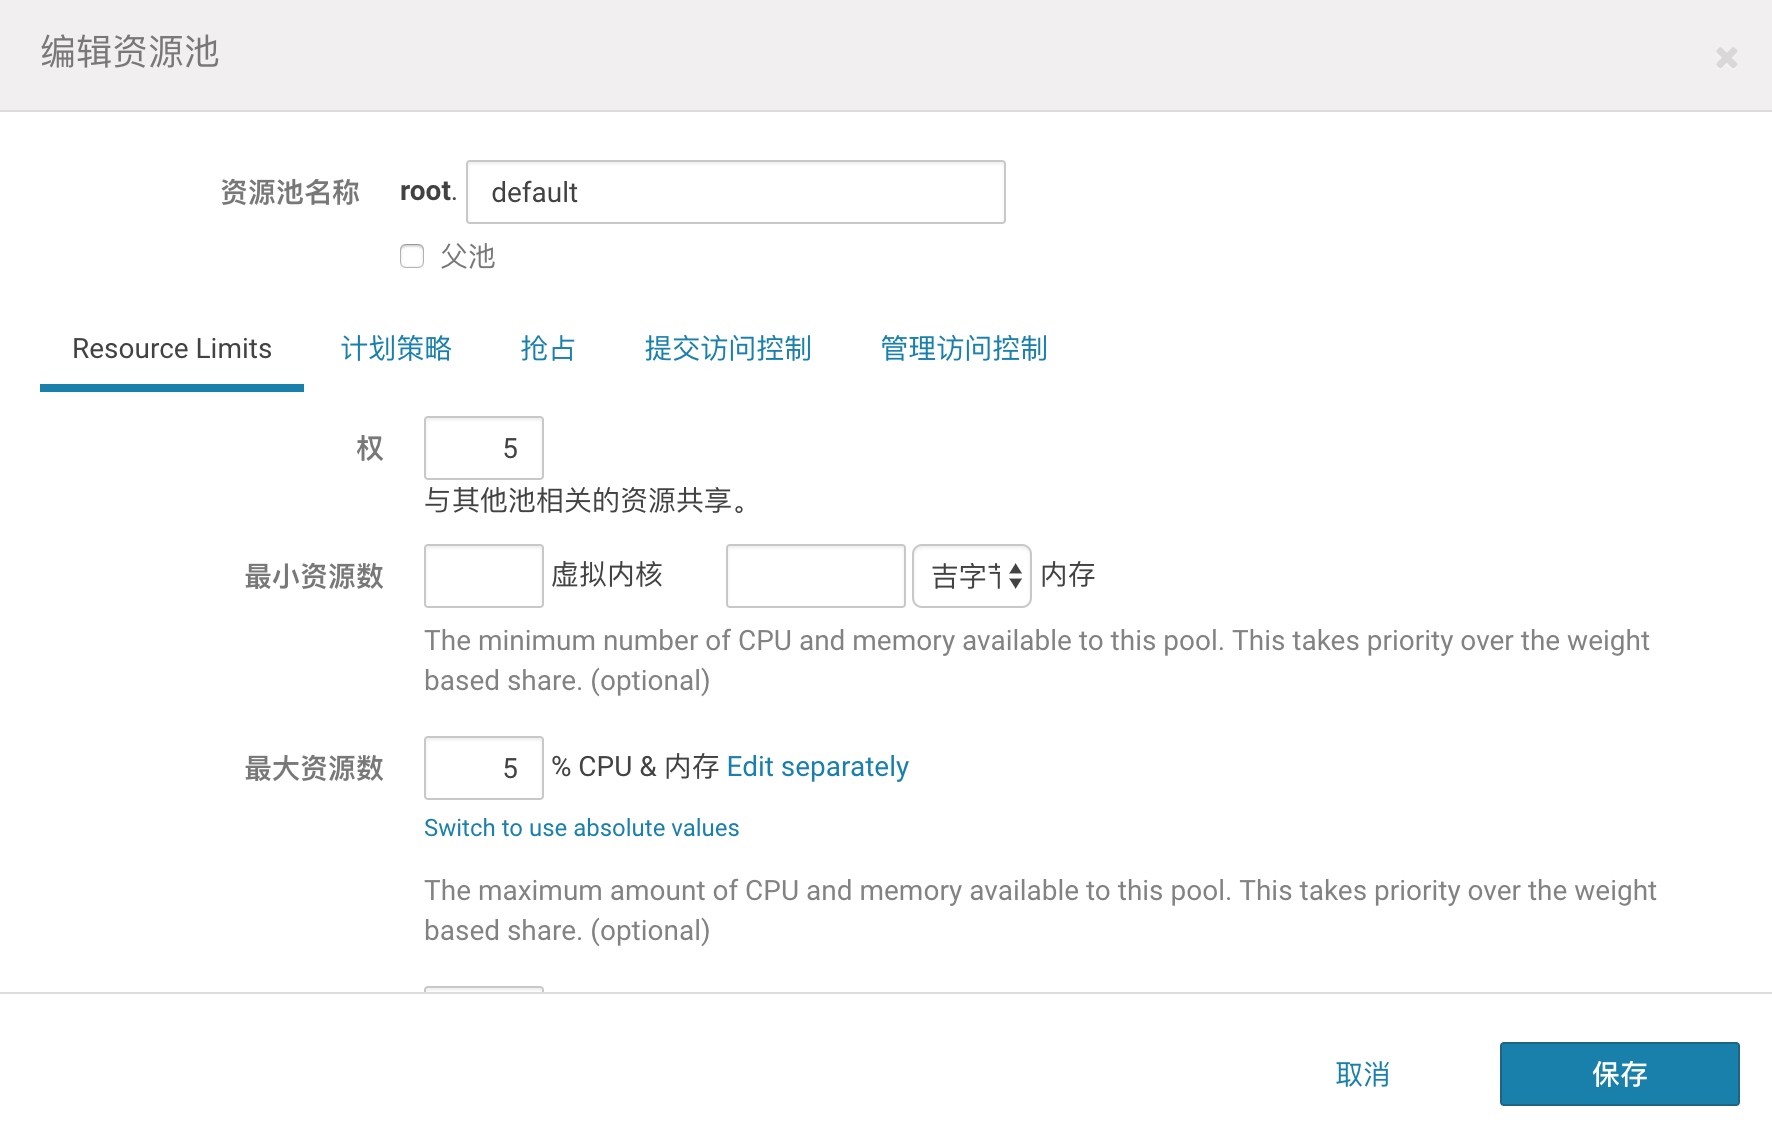 编辑资源池
资源池名称 root. default
父池
Resource Limits 计划策略 抢占 提交访问控制 管理访问控制
权 5
与其他池相关的资源共享。
最小资源数 虚拟内核 吉字节 内存
The minimum number of CPU and memory available to this pool. This takes priority over the weight
based share. (optional)
最大资源数 5 % CPU & 内存 Edit separately
Switch to use absolute values
The maximum amount of CPU and memory available to this pool. This takes priority over the weight
based share. (optional)
取消 保存